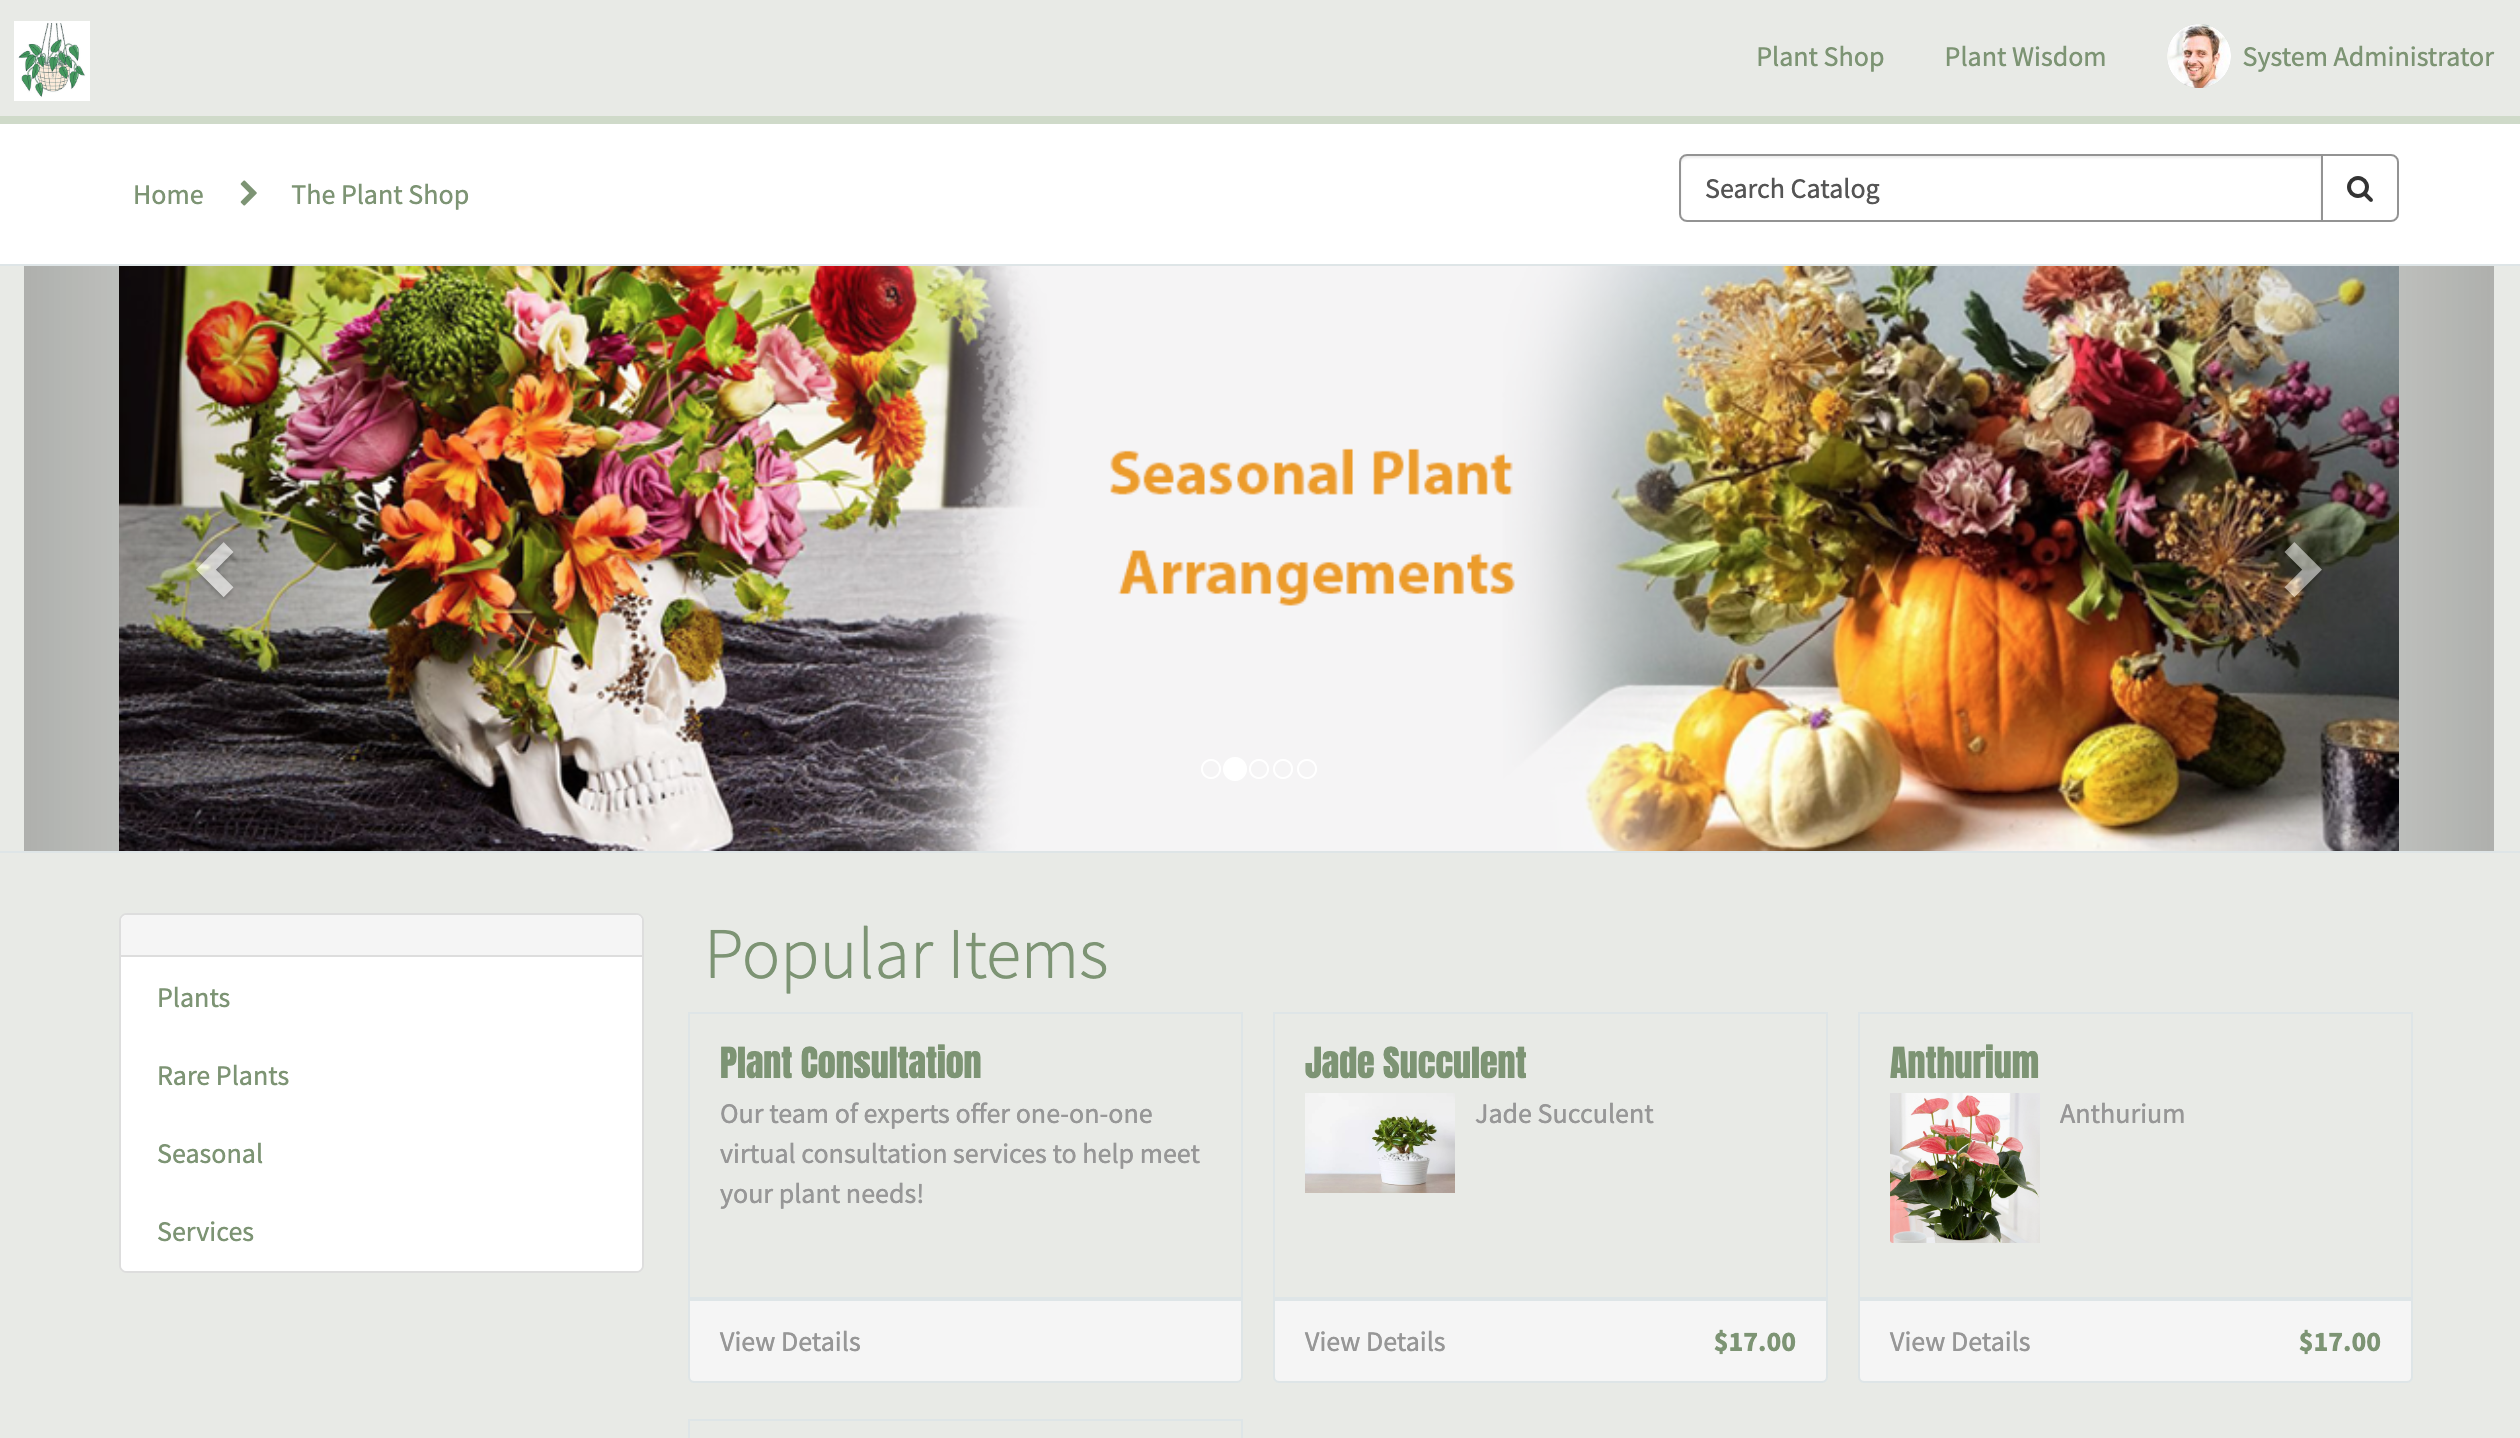 Plant Shop
Plant Wisdom
System Administrator
Home
The Plant Shop
Search Catalog
Seasonal Plant
Arrangements
Plants
Rare Plants
Seasonal
Services
Popular Items
Plant Consultation
Our team of experts offer one-on-one
virtual consultation services to help meet
your plant needs!
View Details
Jade Succulent
Jade Succulent
View Details
$17.00
Anthurium
Anthurium
View Details
$17.00